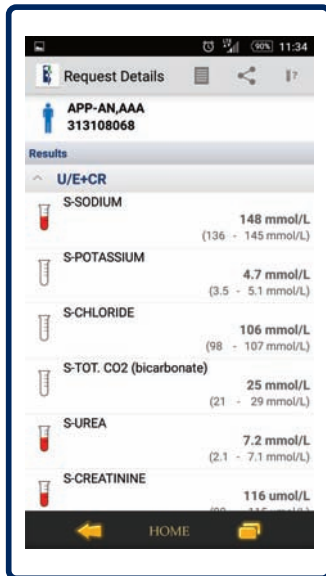 90% 11:34
Request Details
APP-AN,AAA
313108068
Results
U/E+CR
S-SODIUM
148 mmol/L
(136 - 145 mmol/L)
S-POTASSIUM
4.7 mmol/L
(3.5 - 5.1 mmol/L)
S-CHLORIDE
106 mmol/L
(98 - 107 mmol/L)
S-TOT. CO2 (bicarbonate)
25 mmol/L
(21 - 29 mmol/L)
S-UREA
7.2 mmol/L
(2.1 - 7.1 mmol/L)
S-CREATININE
116 umol/L
HOME